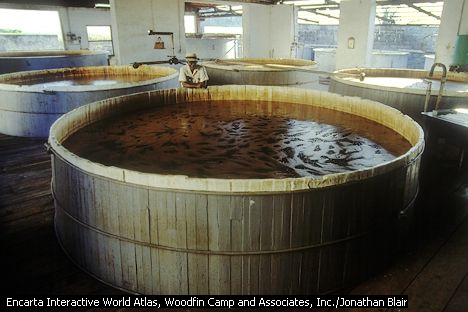 Encarta Interactive World Atlas, Woodfin Camp and Associates, Inc./Jonathan Blair